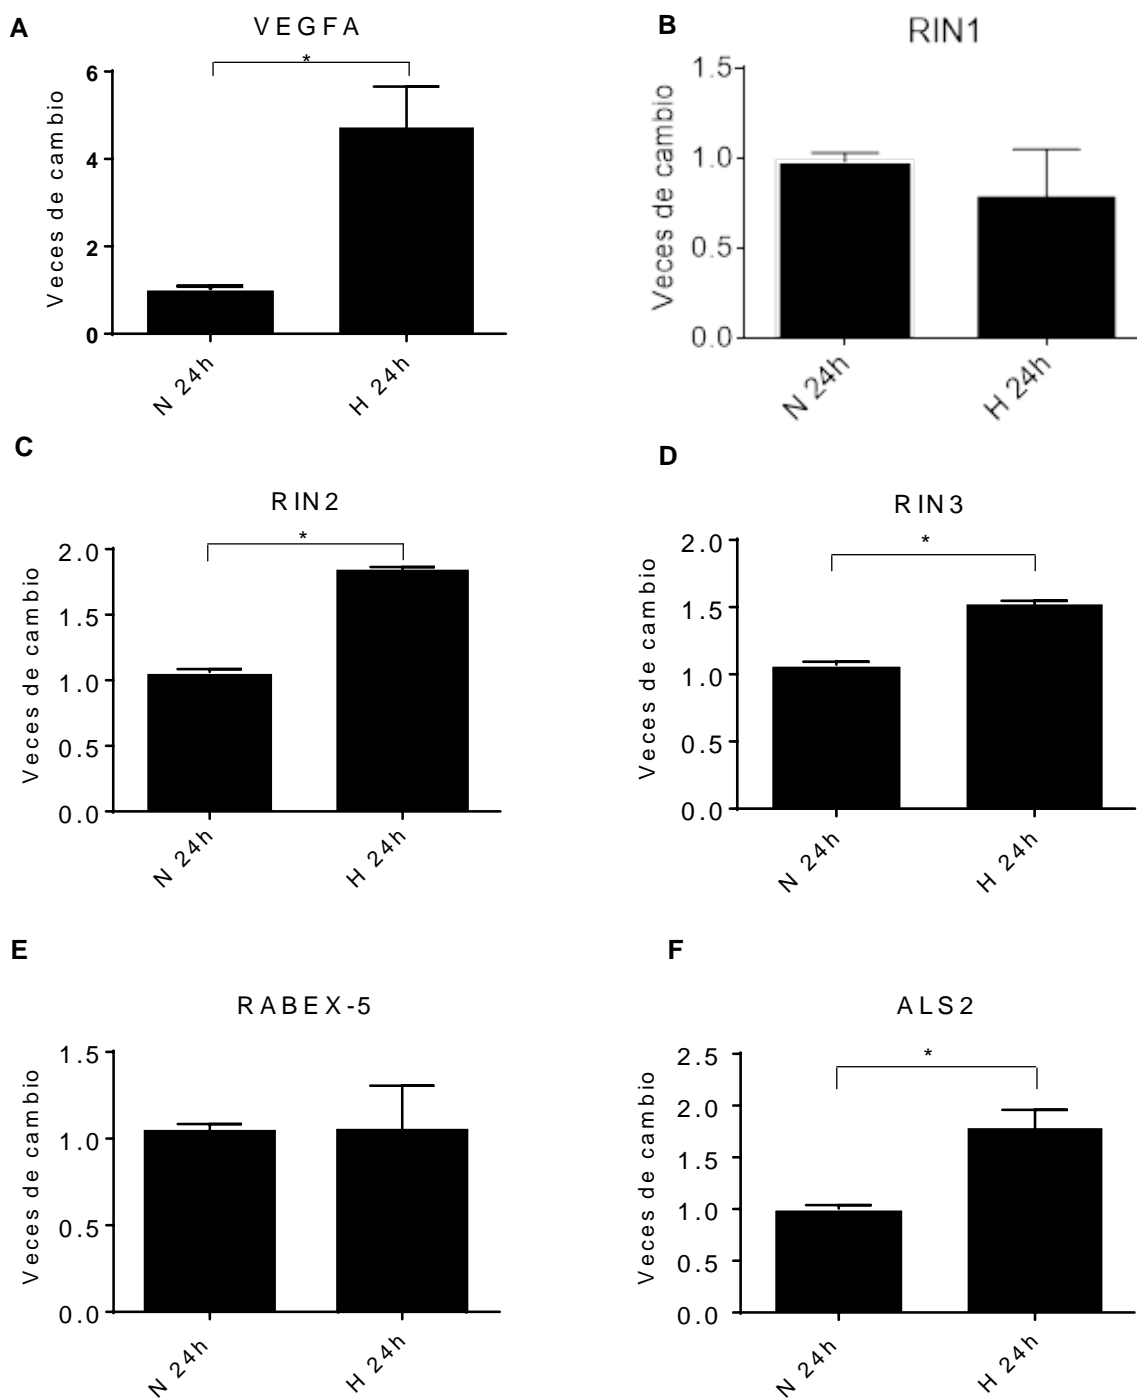 A
VEGFA
*
Veces de cambio
6
4
2
0
N 24h
H 24h
B
RIN1
Veces de cambio
1.5
1.0
0.5
0.0
N 24h
H 24h
C
RIN2
*
Veces de cambio
2.0
1.5
1.0
0.5
0.0
N 24h
H 24h
D
RIN3
*
Veces de cambio
2.0
1.5
1.0
0.5
0.0
N 24h
H 24h
E
RABEX-5
Veces de cambio
1.5
1.0
0.5
0.0
N 24h
H 24h
F
ALS2
*
Veces de cambio
2.5
2.0
1.5
1.0
0.5
0.0
N 24h
H 24h